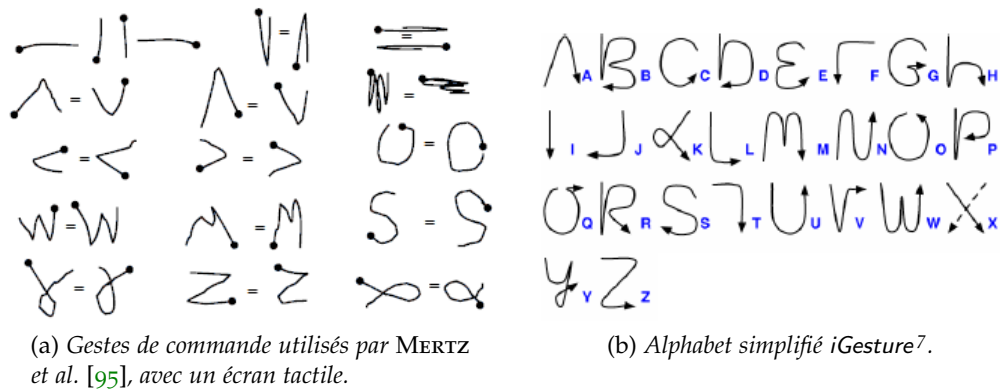 =
=
= =
=
= = =
= = =
= = =
= = =
A B C D E F G H
I J K L M N O P
Q R S T U V W X
Y Z
(a) Gestes de commande utilisés par MERTZ
et al. [95], avec un écran tactile.
(b) Alphabet simplifié iGesture⁷.